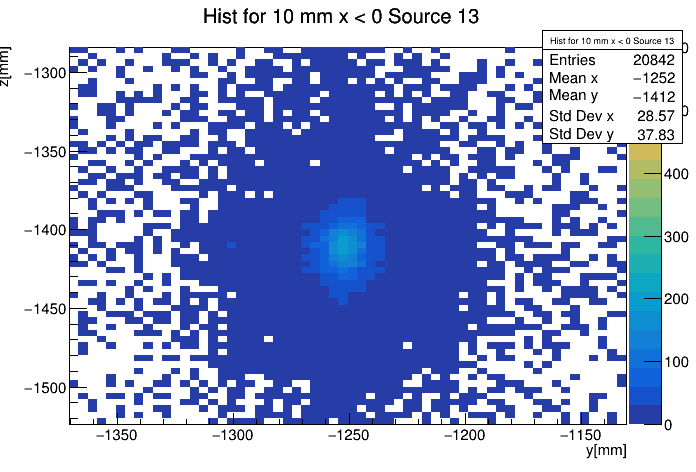 Hist for 10 mm x < 0 Source 13
z[mm]
Hist for 10 mm x < 0 Source 13
Entries 20842
Mean x −1252
Mean y −1412
Std Dev x 28.57
Std Dev y 37.83
−1300
−1350
−1400
−1450
−1500
400
300
200
100
0
−1350
−1300
−1250
−1200
−1150
y[mm]